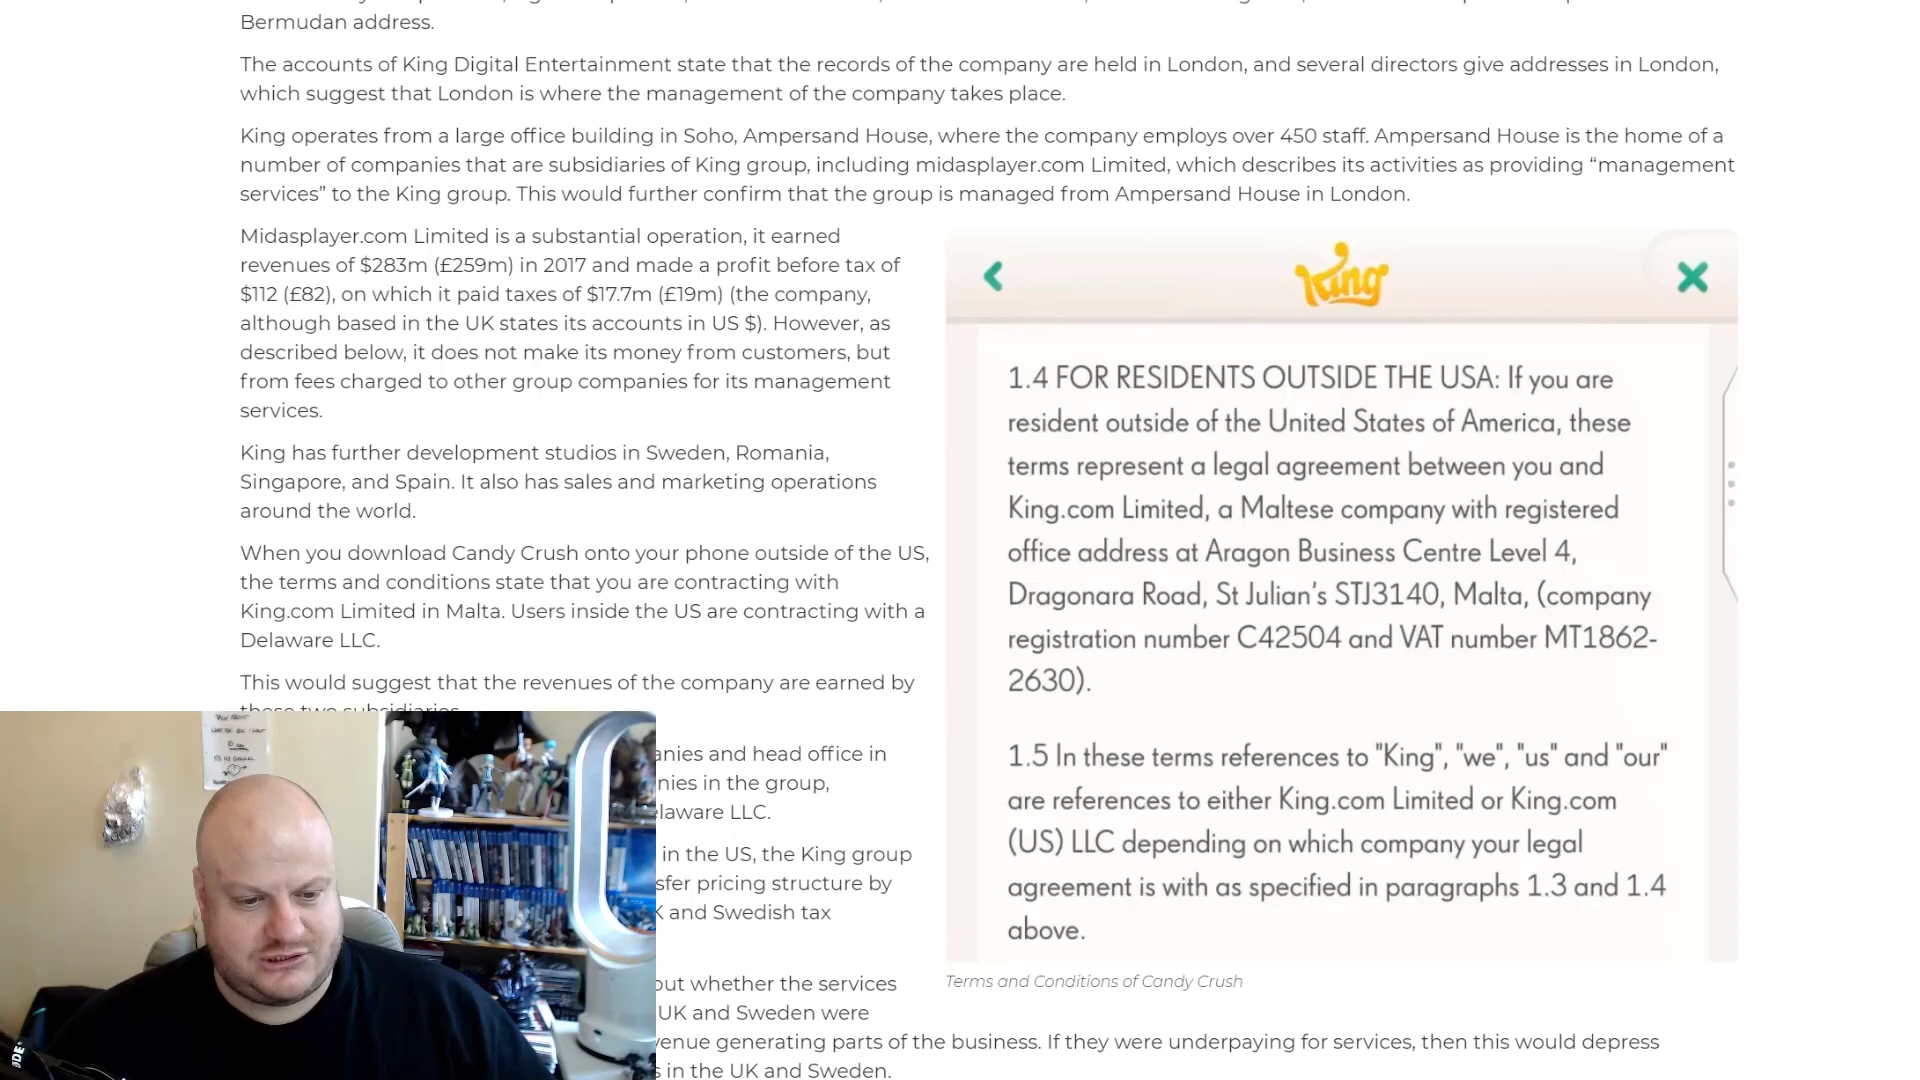 Bermudan address.
The accounts of King Digital Entertainment state that the records of the company are held in London, and several directors give addresses in London,
which suggest that London is where the management of the company takes place.
King operates from a large office building in Soho, Ampersand House, where the company employs over 450 staff. Ampersand House is the home of a
number of companies that are subsidiaries of King group, including midasplayer.com Limited, which describes its activities as providing “management
services” to the King group. This would further confirm that the group is managed from Ampersand House in London.
Midasplayer.com Limited is a substantial operation, it earned
revenues of $283m (£259m) in 2017 and made a profit before tax of
$112 (£82), on which it paid taxes of $17.7m (£19m) (the company,
although based in the UK states its accounts in US $). However, as
described below, it does not make its money from customers, but
from fees charged to other group companies for its management
services.
King has further development studios in Sweden, Romania,
Singapore, and Spain. It also has sales and marketing operations
around the world.
When you download Candy Crush onto your phone outside of the US,
the terms and conditions state that you are contracting with
King.com Limited in Malta. Users inside the US are contracting with a
Delaware LLC.
This would suggest that the revenues of the company are earned by
these two subsidiaries
anies and head office in
nies in the group,
elaware LLC.
in the US, the King group
sfer pricing structure by
K and Swedish tax
out whether the services
UK and Sweden were
venue generating parts of the business. If they were underpaying for services, then this would depress
s in the UK and Sweden.
King
1.4 FOR RESIDENTS OUTSIDE THE USA: If you are
resident outside of the United States of America, these
terms represent a legal agreement between you and
King.com Limited, a Maltese company with registered
office address at Aragon Business Centre Level 4,
Dragonara Road, St Julian's STJ3140, Malta, (company
registration number C42504 and VAT number MT1862-
2630).
1.5 In these terms references to "King", "we", "us" and "our"
are references to either King.com Limited or King.com
(US) LLC depending on which company your legal
agreement is with as specified in paragraphs 1.3 and 1.4
above.
Terms and Conditions of Candy Crush